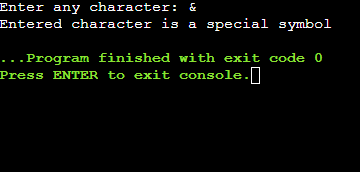 Enter any character: &
Entered character is a special symbol
...Program finished with exit code 0
Press ENTER to exit console.